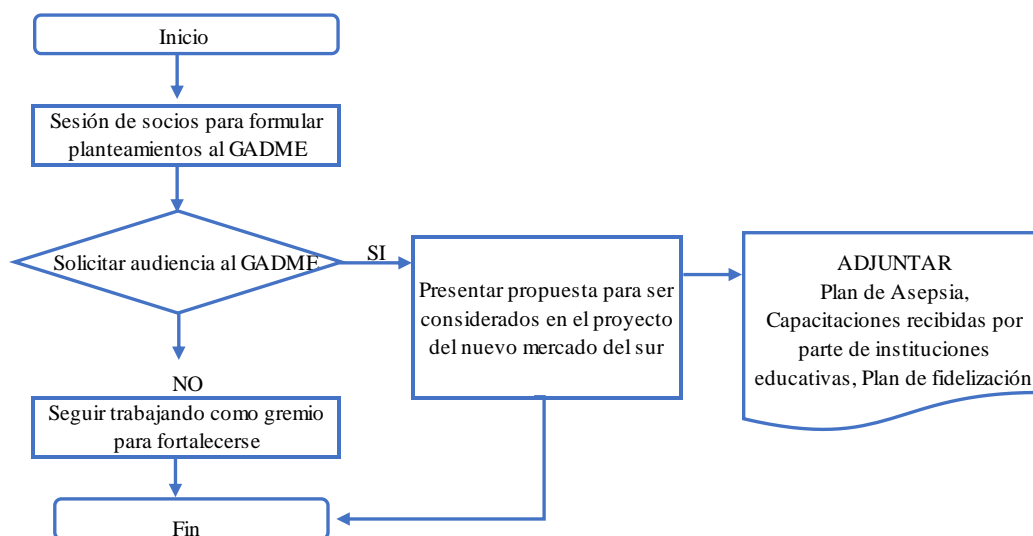 Inicio
Sesión de socios para formular
planteamientos al GADME
Solicitar audiencia al GADME
SI
Presentar propuesta para ser
considerados en el proyecto
del nuevo mercado del sur
ADJUNTAR
Plan de Asepsia,
Capacitaciones recibidas por
parte de instituciones
educativas, Plan de fidelización
NO
Seguir trabajando como gremio
para fortalecerse
Fin